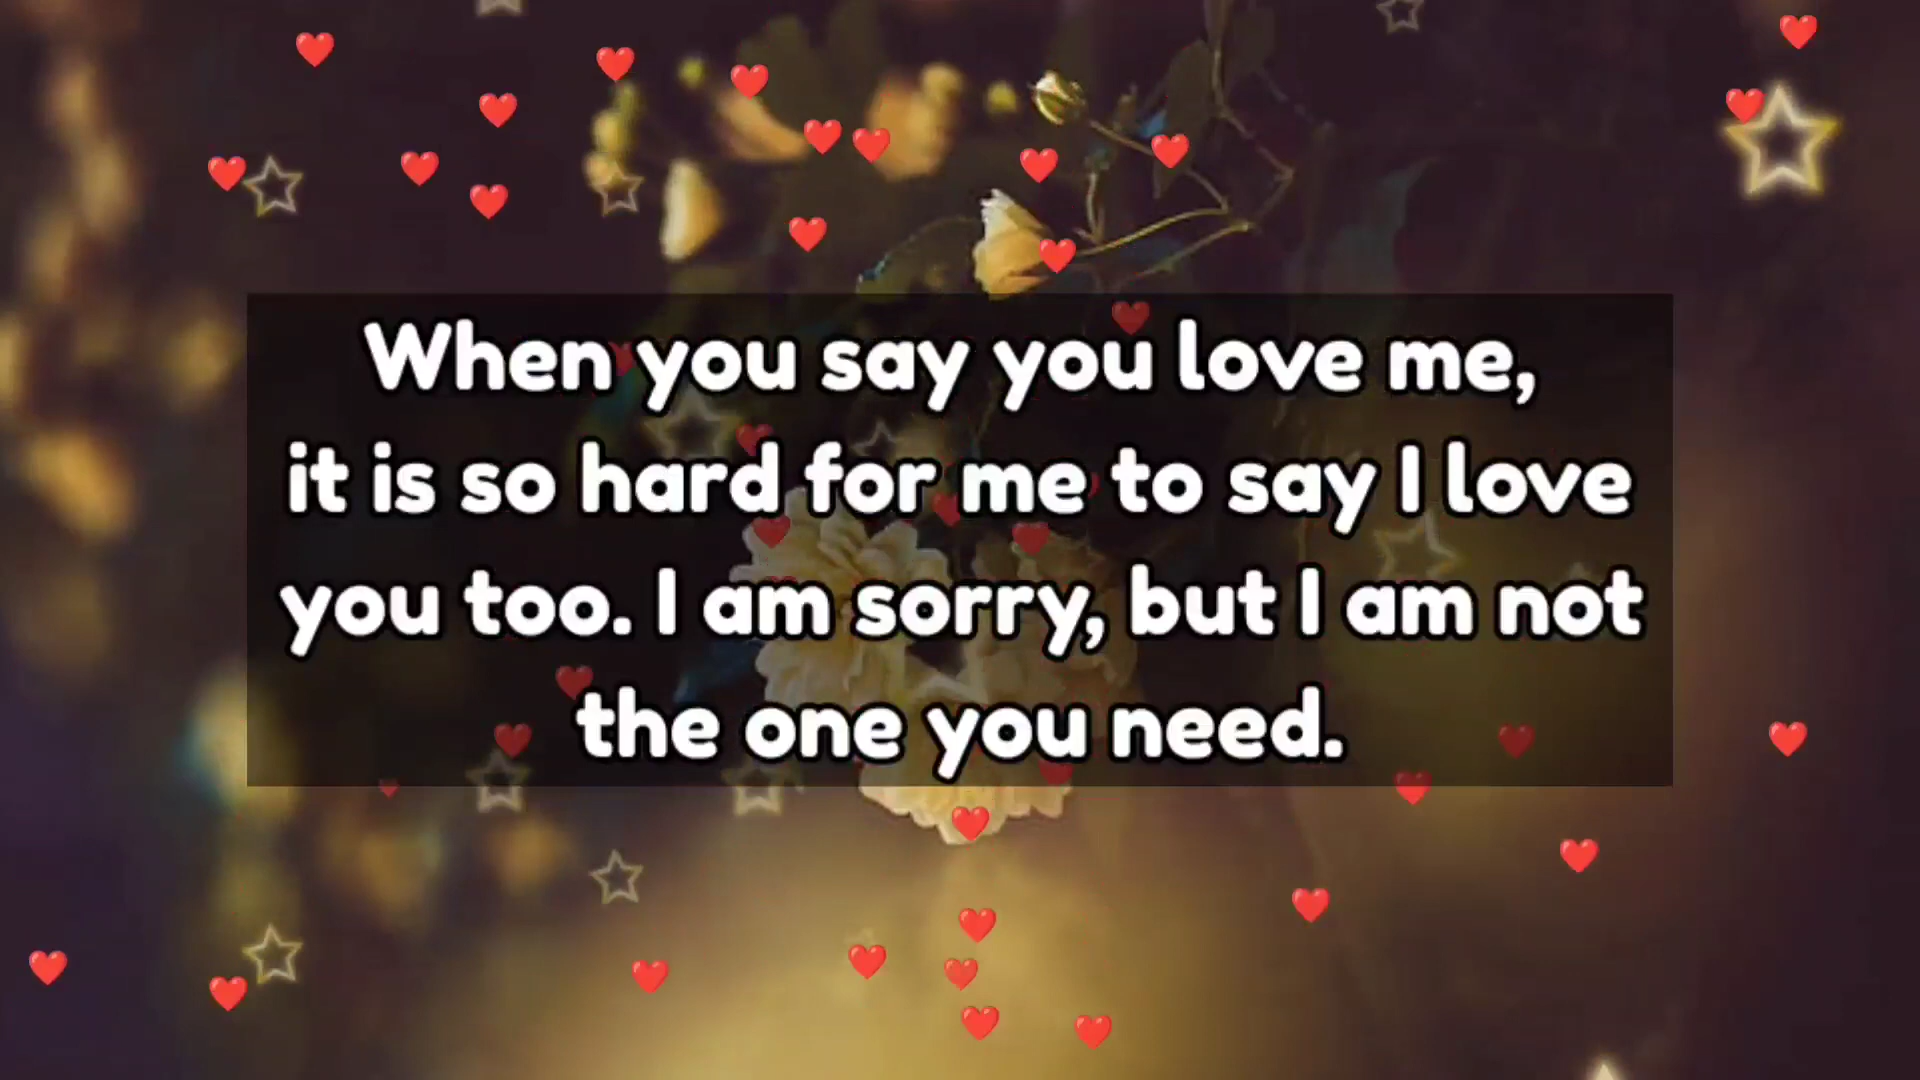 When you say you love me,
it is so hard for me to say I love
you too. I am sorry, but I am not
the one you need.